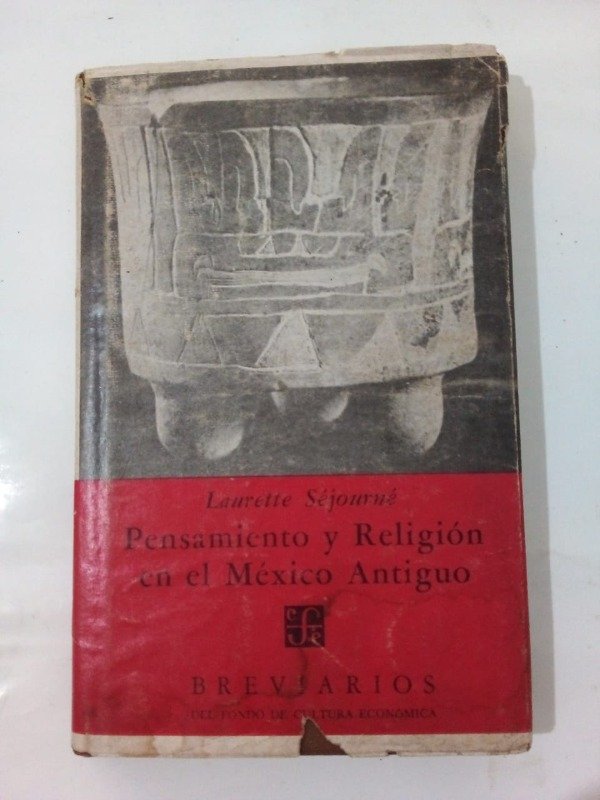 Laurette Séjourné
Pensamiento y Religión
en el México Antiguo
BREVIARIOS
DEL FONDO DE CULTURA ECONÓMICA